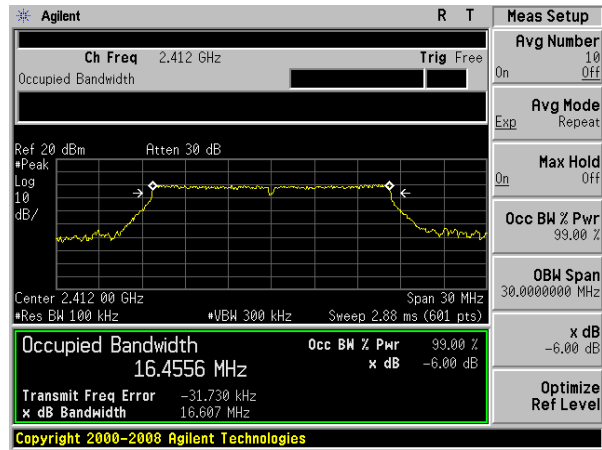 Agilent R T
Meas Setup
Ch Freq 2.412 GHz Trig Free
Occupied Bandwidth
Ref 20 dBm Atten 30 dB
#Peak
Log
10
dB/
Center 2.412 00 GHz Span 30 MHz
#Res BW 100 kHz #VBW 300 kHz Sweep 2.88 ms (601 pts)
Occupied Bandwidth Occ BW % Pwr 99.00 %
16.4556 MHz x dB -6.00 dB
Transmit Freq Error -31.730 kHz
x dB Bandwidth 16.607 MHz
Copyright 2000-2008 Agilent Technologies
Avg Number
10
On Off
Avg Mode
Exp Repeat
Max Hold
On Off
Occ BW % Pwr
99.00 %
OBW Span
30.0000000 MHz
x dB
-6.00 dB
Optimize
Ref Level